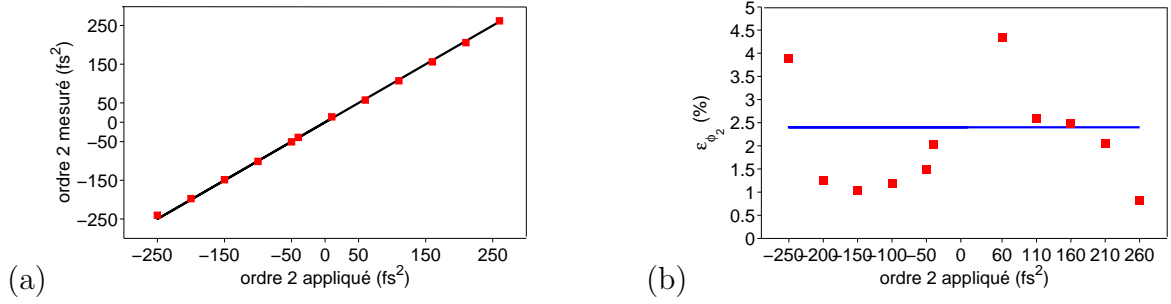 250
150
50
0
−50
−150
−250
ordre 2 mesuré (fs²)
−250 −150 −50 0 50 150 250
ordre 2 appliqué (fs²)
(a)
5
4.5
4
3.5
3
2.5
2
1.5
1
0.5
0
ε_ϕ₂ (%)
−250 −200 −150 −100 −50 0 60 110 160 210 260
ordre 2 appliqué (fs²)
(b)